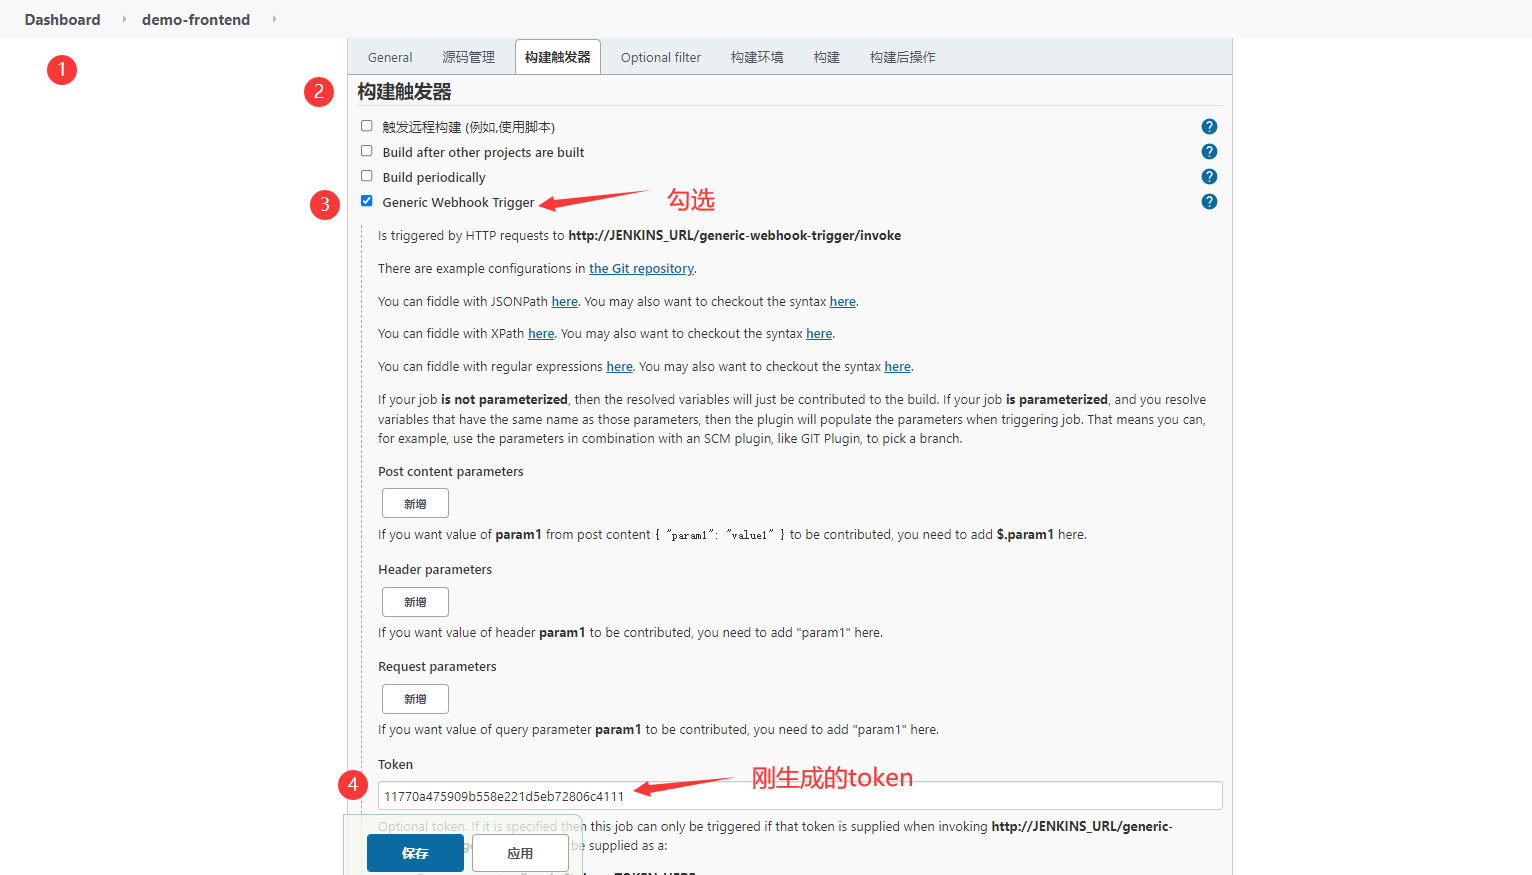 Dashboard demo-frontend
1
General 源码管理 构建触发器 Optional filter 构建环境 构建 构建后操作
2 构建触发器
触发远程构建 (例如,使用脚本) ?
Build after other projects are built ?
Build periodically ?
3 Generic Webhook Trigger 勾选 ?
Is triggered by HTTP requests to http://JENKINS_URL/generic-webhook-trigger/invoke
There are example configurations in the Git repository.
You can fiddle with JSONPath here. You may also want to checkout the syntax here.
You can fiddle with XPath here. You may also want to checkout the syntax here.
You can fiddle with regular expressions here. You may also want to checkout the syntax here.
If your job is not parameterized, then the resolved variables will just be contributed to the build. If your job is parameterized, and you resolve
variables that have the same name as those parameters, then the plugin will populate the parameters when triggering job. That means you can,
for example, use the parameters in combination with an SCM plugin, like GIT Plugin, to pick a branch.
Post content parameters
新增
If you want value of param1 from post content { "param1": "value1" } to be contributed, you need to add $.param1 here.
Header parameters
新增
If you want value of header param1 to be contributed, you need to add "param1" here.
Request parameters
新增
If you want value of query parameter param1 to be contributed, you need to add "param1" here.
Token
4 刚生成的token
11770a475909b558e221d5eb72806c4111
Optional token. If it is specified then this job can only be triggered if that token is supplied when invoking http://JENKINS_URL/generic-
be supplied as a:
保存 应用